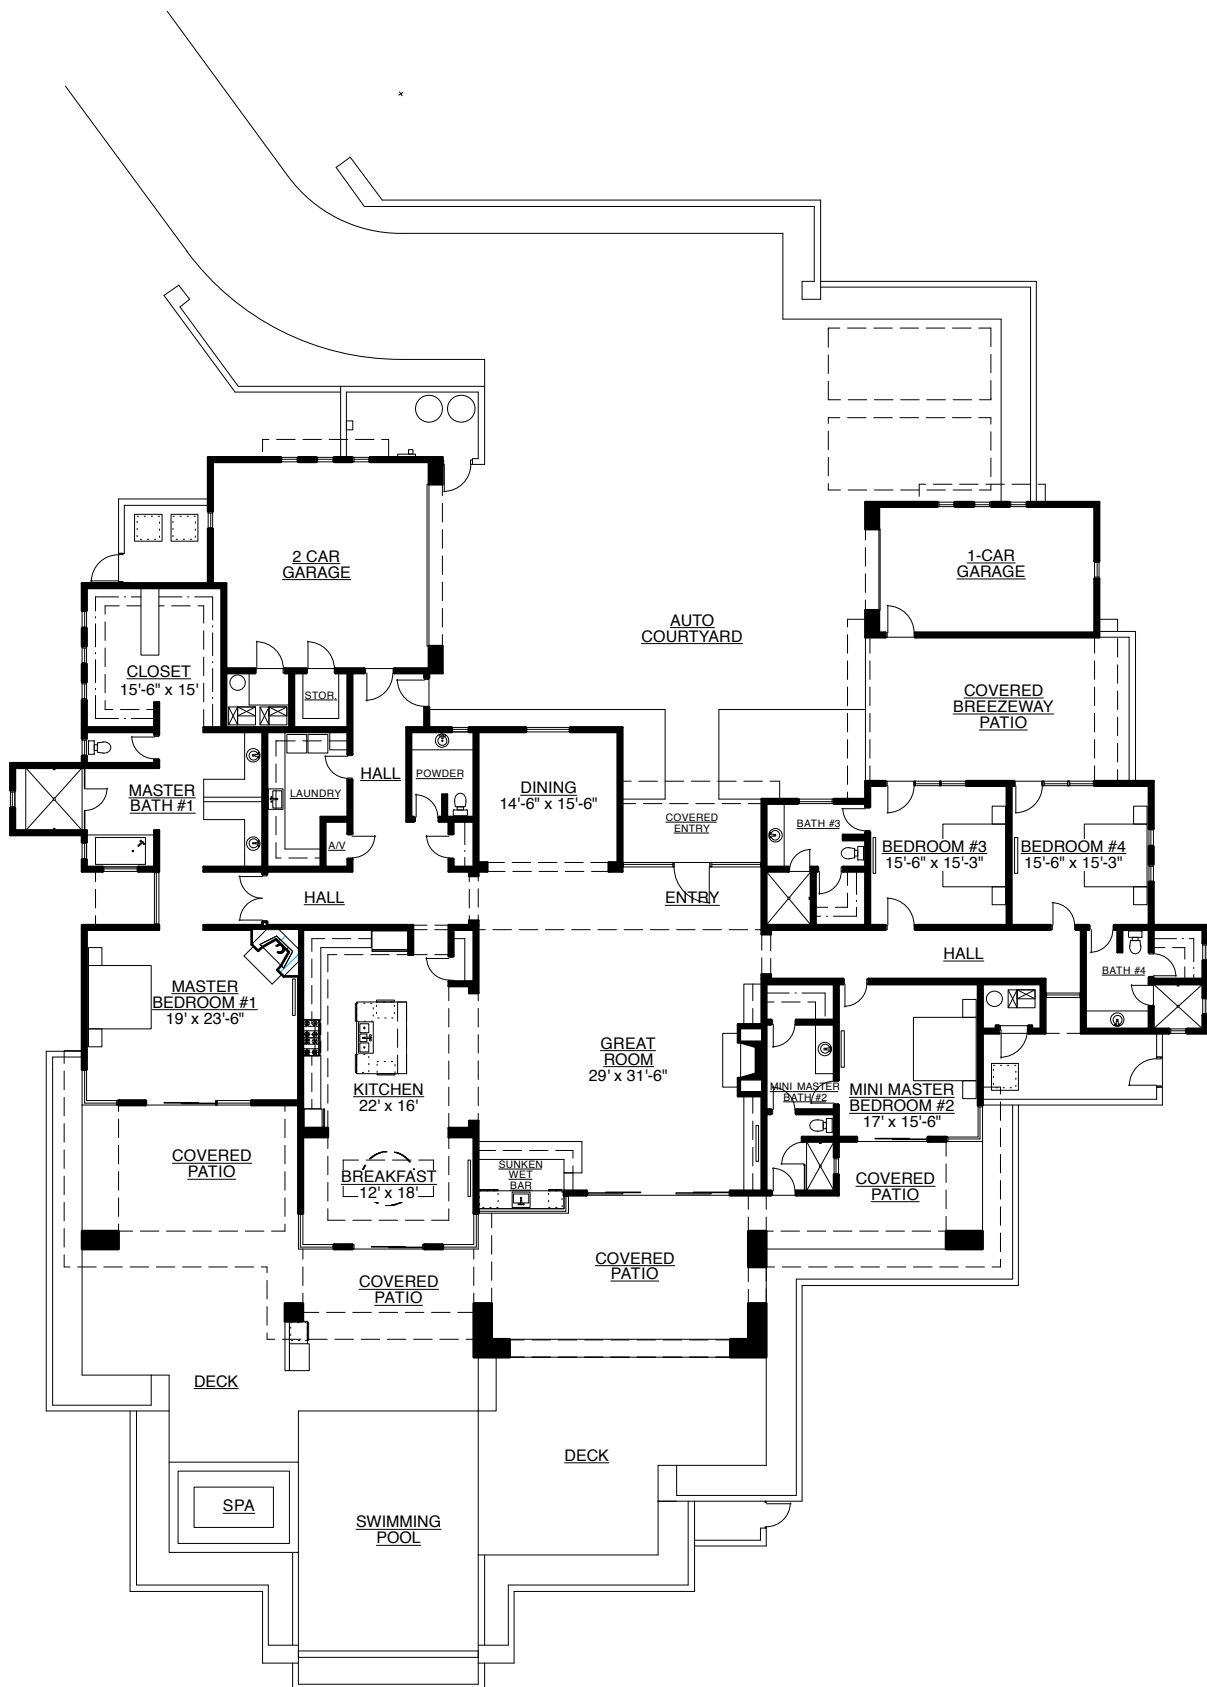 2 CAR
GARAGE
1-CAR
GARAGE
AUTO
COURTYARD
CLOSET
15'-6" x 15'
STOR.
COVERED
BREEZEWAY
PATIO
HALL
POWDER
LAUNDRY
MASTER
BATH #1
DINING
14'-6" x 15'-6"
COVERED
ENTRY
BATH #3
A/V
BEDROOM #3
15'-6" x 15'-3"
BEDROOM #4
15'-6" x 15'-3"
HALL
ENTRY
HALL
BATH #4
MASTER
BEDROOM #1
19' x 23'-6"
GREAT
ROOM
29' x 31'-6"
KITCHEN
22' x 16'
MINI MASTER
BATH #2
MINI MASTER
BEDROOM #2
17' x 15'-6"
COVERED
PATIO
BREAKFAST
12' x 18'
SUNKEN
WET
BAR
COVERED
PATIO
COVERED
PATIO
COVERED
PATIO
DECK
DECK
SPA
SWIMMING
POOL